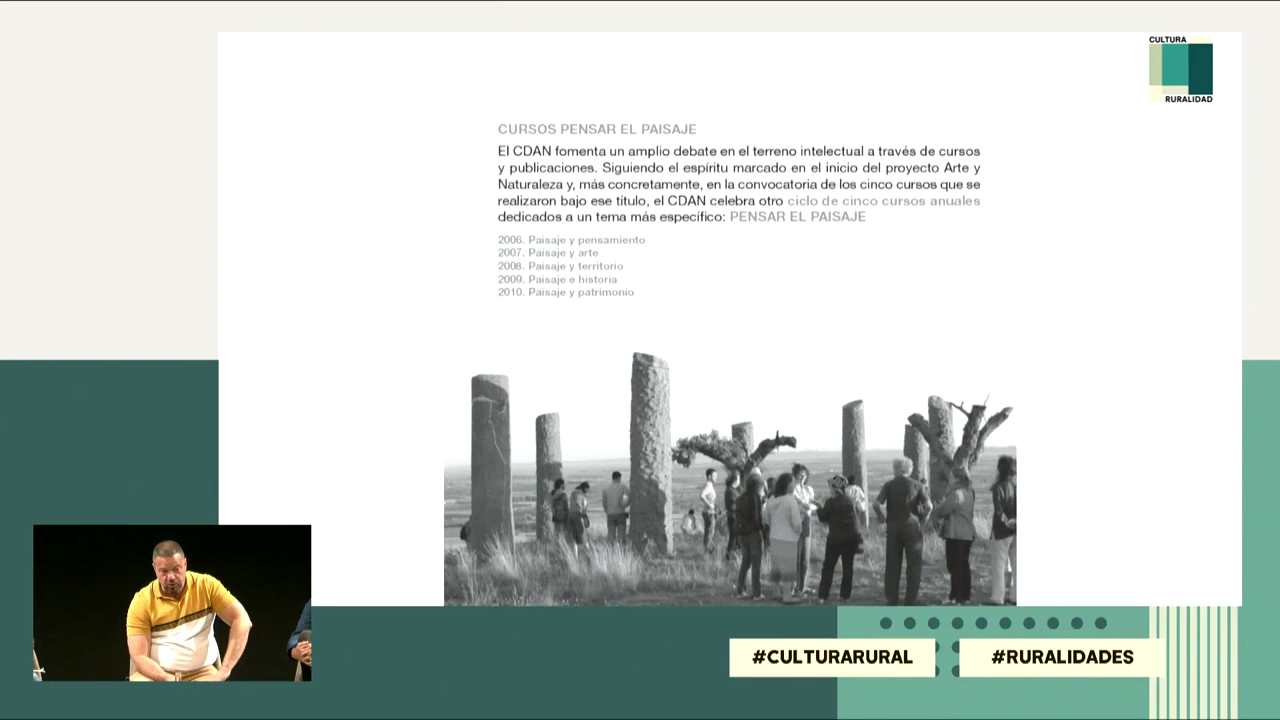 CULTURA
RURALIDAD
CURSOS PENSAR EL PAISAJE
El CDAN fomenta un amplio debate en el terreno intelectual a través de cursos
y publicaciones. Siguiendo el espíritu marcado en el inicio del proyecto Arte y
Naturaleza y, más concretamente, en la convocatoria de los cinco cursos que se
realizaron bajo ese título, el CDAN celebra otro ciclo de cinco cursos anuales
dedicados a un tema más específico: PENSAR EL PAISAJE
2006. Paisaje y pensamiento
2007. Paisaje y arte
2008. Paisaje y territorio
2009. Paisaje e historia
2010. Paisaje y patrimonio
#CULTURARURAL
#RURALIDADES